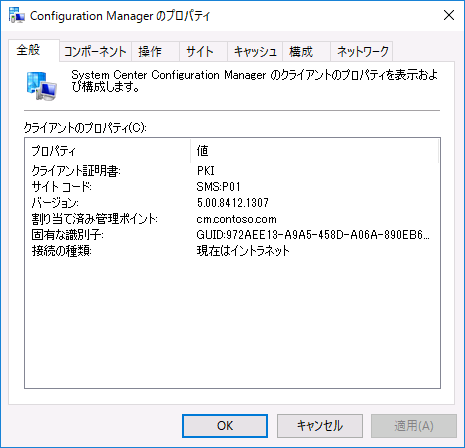 Configuration Manager のプロパティ
全般 コンポーネント 操作 サイト キャッシュ 構成 ネットワーク
System Center Configuration Manager のクライアントのプロパティを表示およ
び構成します。
クライアントのプロパティ(C):
プロパティ 値
クライアント証明書: PKI
サイト コード: SMS:P01
バージョン: 5.00.8412.1307
割り当て済み管理ポイント: cm.contoso.com
固有な識別子: GUID:972AEE13-A9A5-458D-A06A-890EB6...
接続の種類: 現在はイントラネット
OK キャンセル 適用(A)